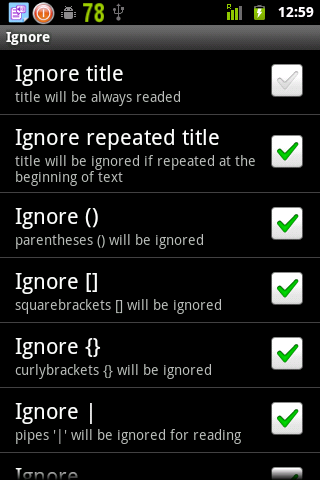 78 12:59
Ignore
Ignore title
title will be always readed
Ignore repeated title
title will be ignored if repeated at the
beginning of text
Ignore ()
parentheses () will be ignored
Ignore []
squarebrackets [] will be ignored
Ignore {}
curlybrackets {} will be ignored
Ignore |
pipes '|' will be ignored for reading
Ignore